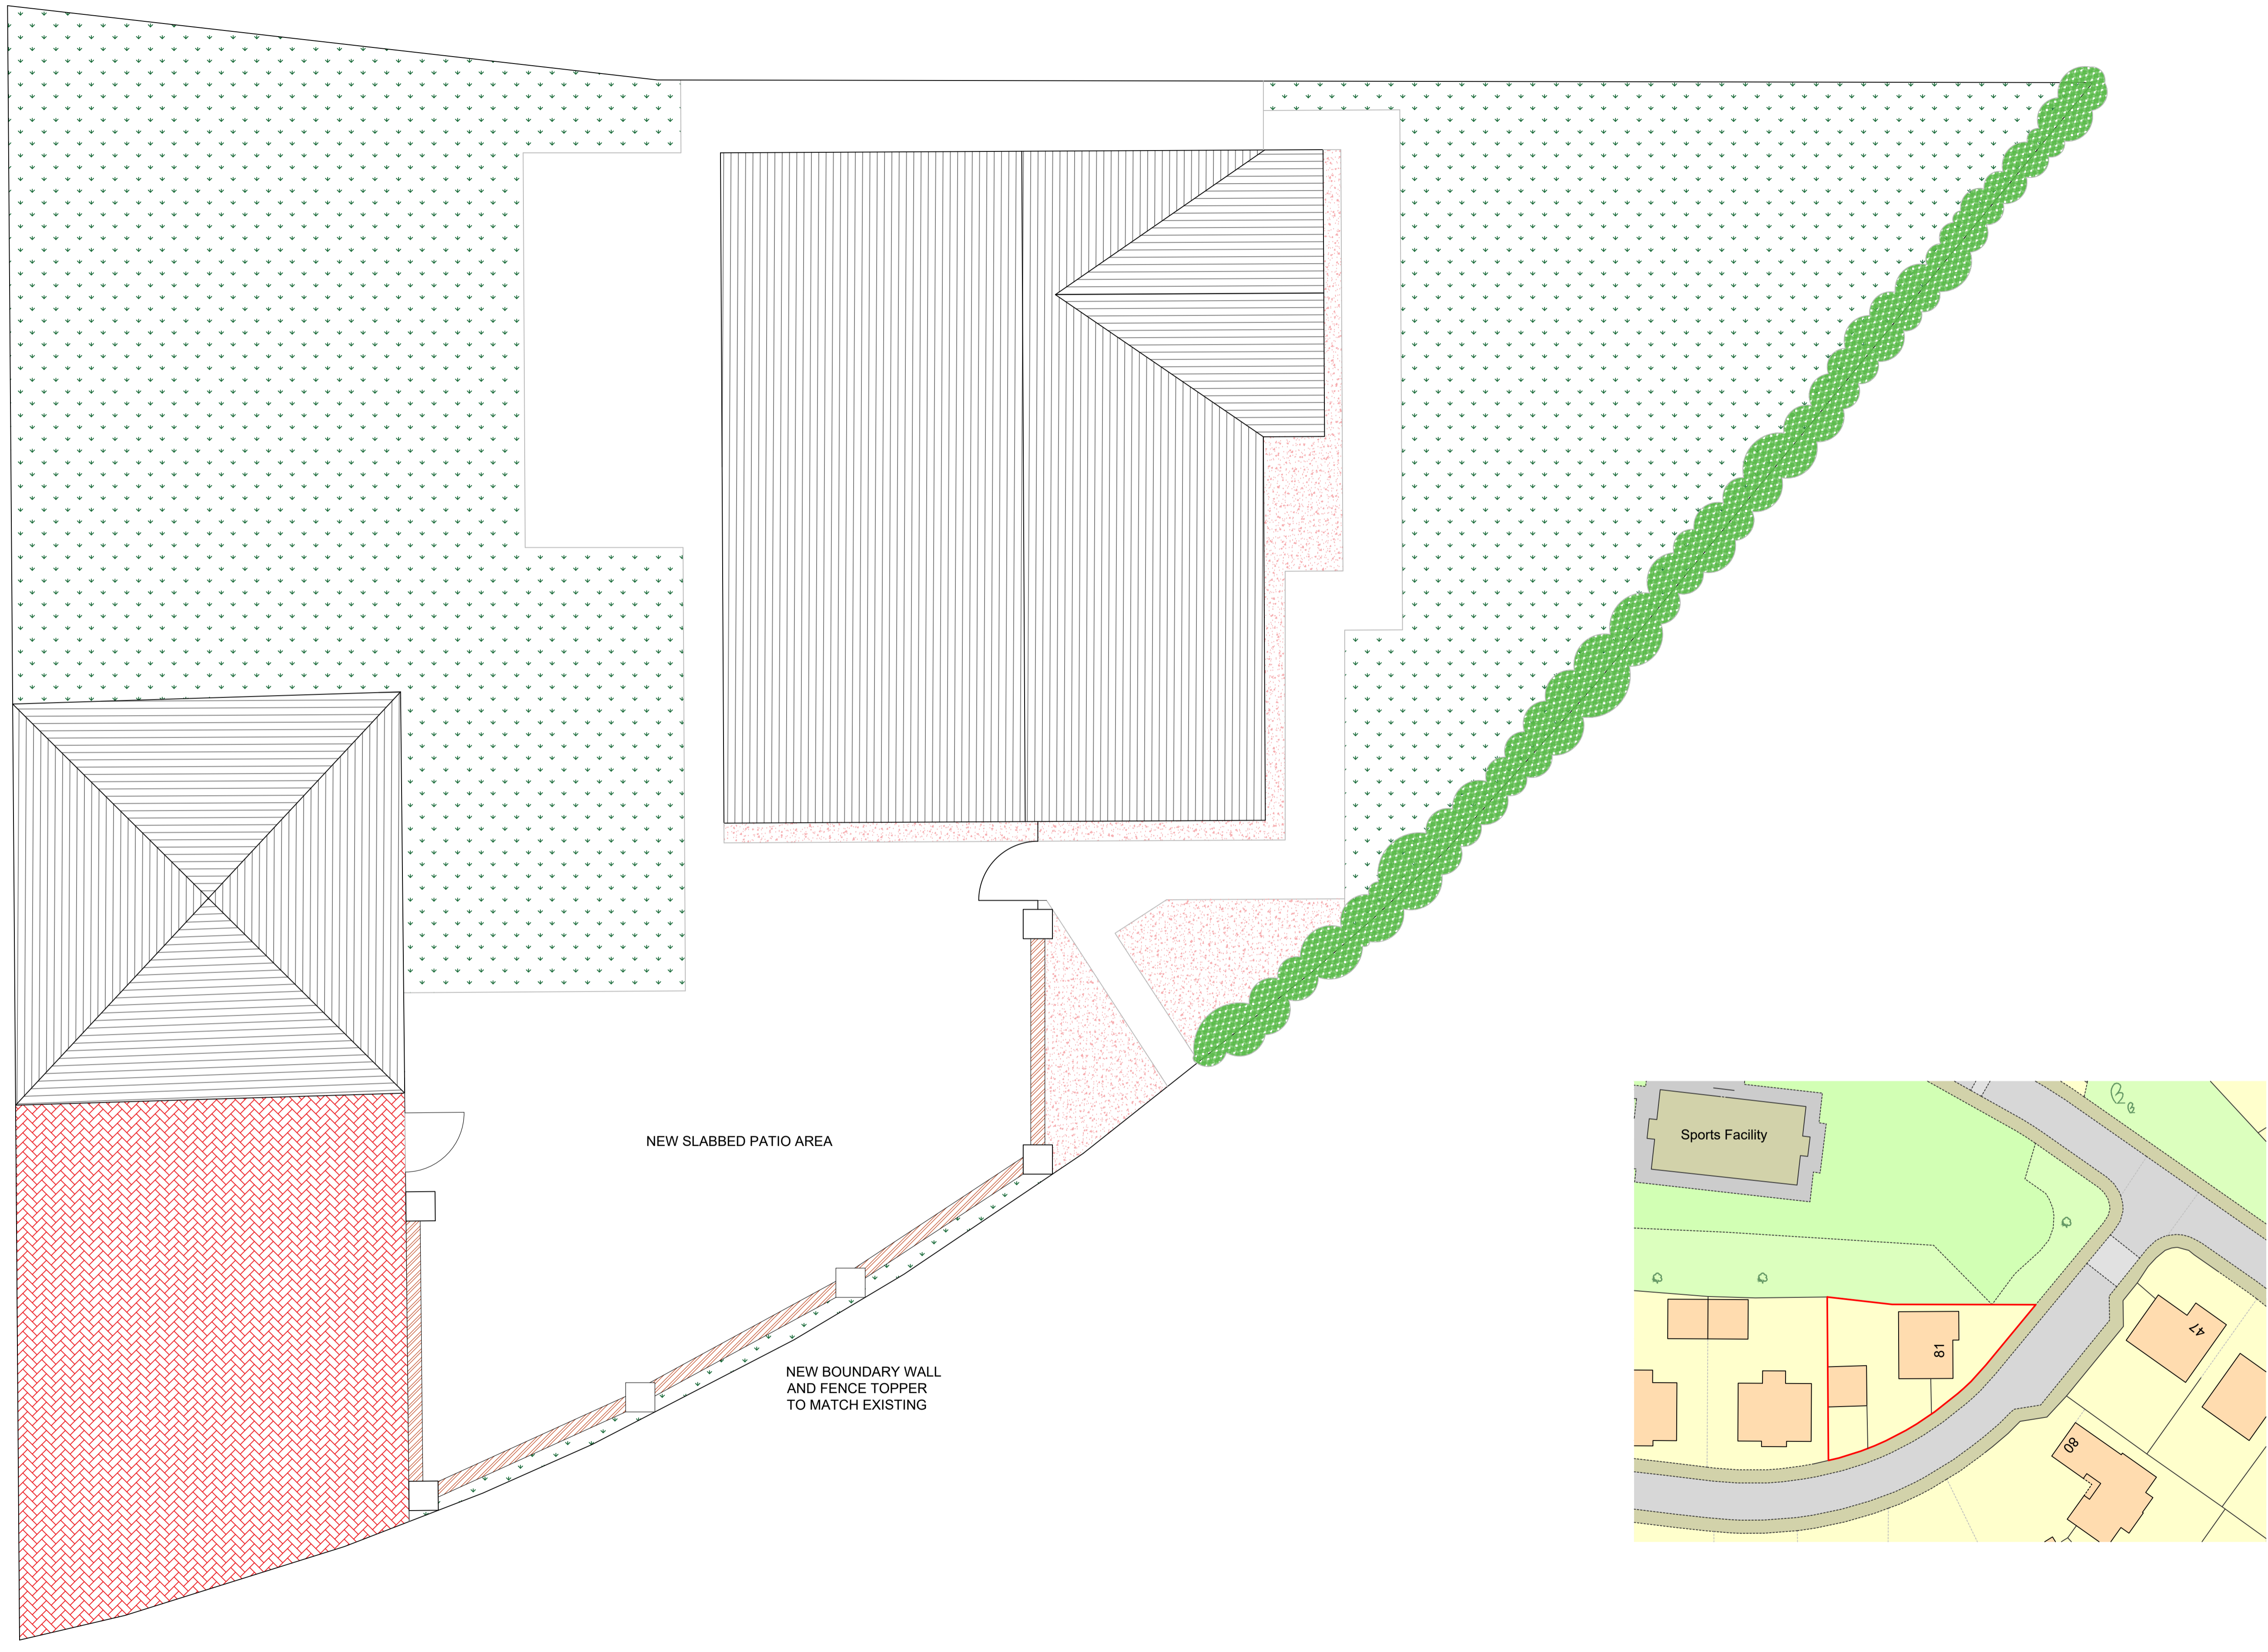 NEW SLABBED PATIO AREA
NEW BOUNDARY WALL
AND FENCE TOPPER
TO MATCH EXISTING
Sports Facility
81
47
80